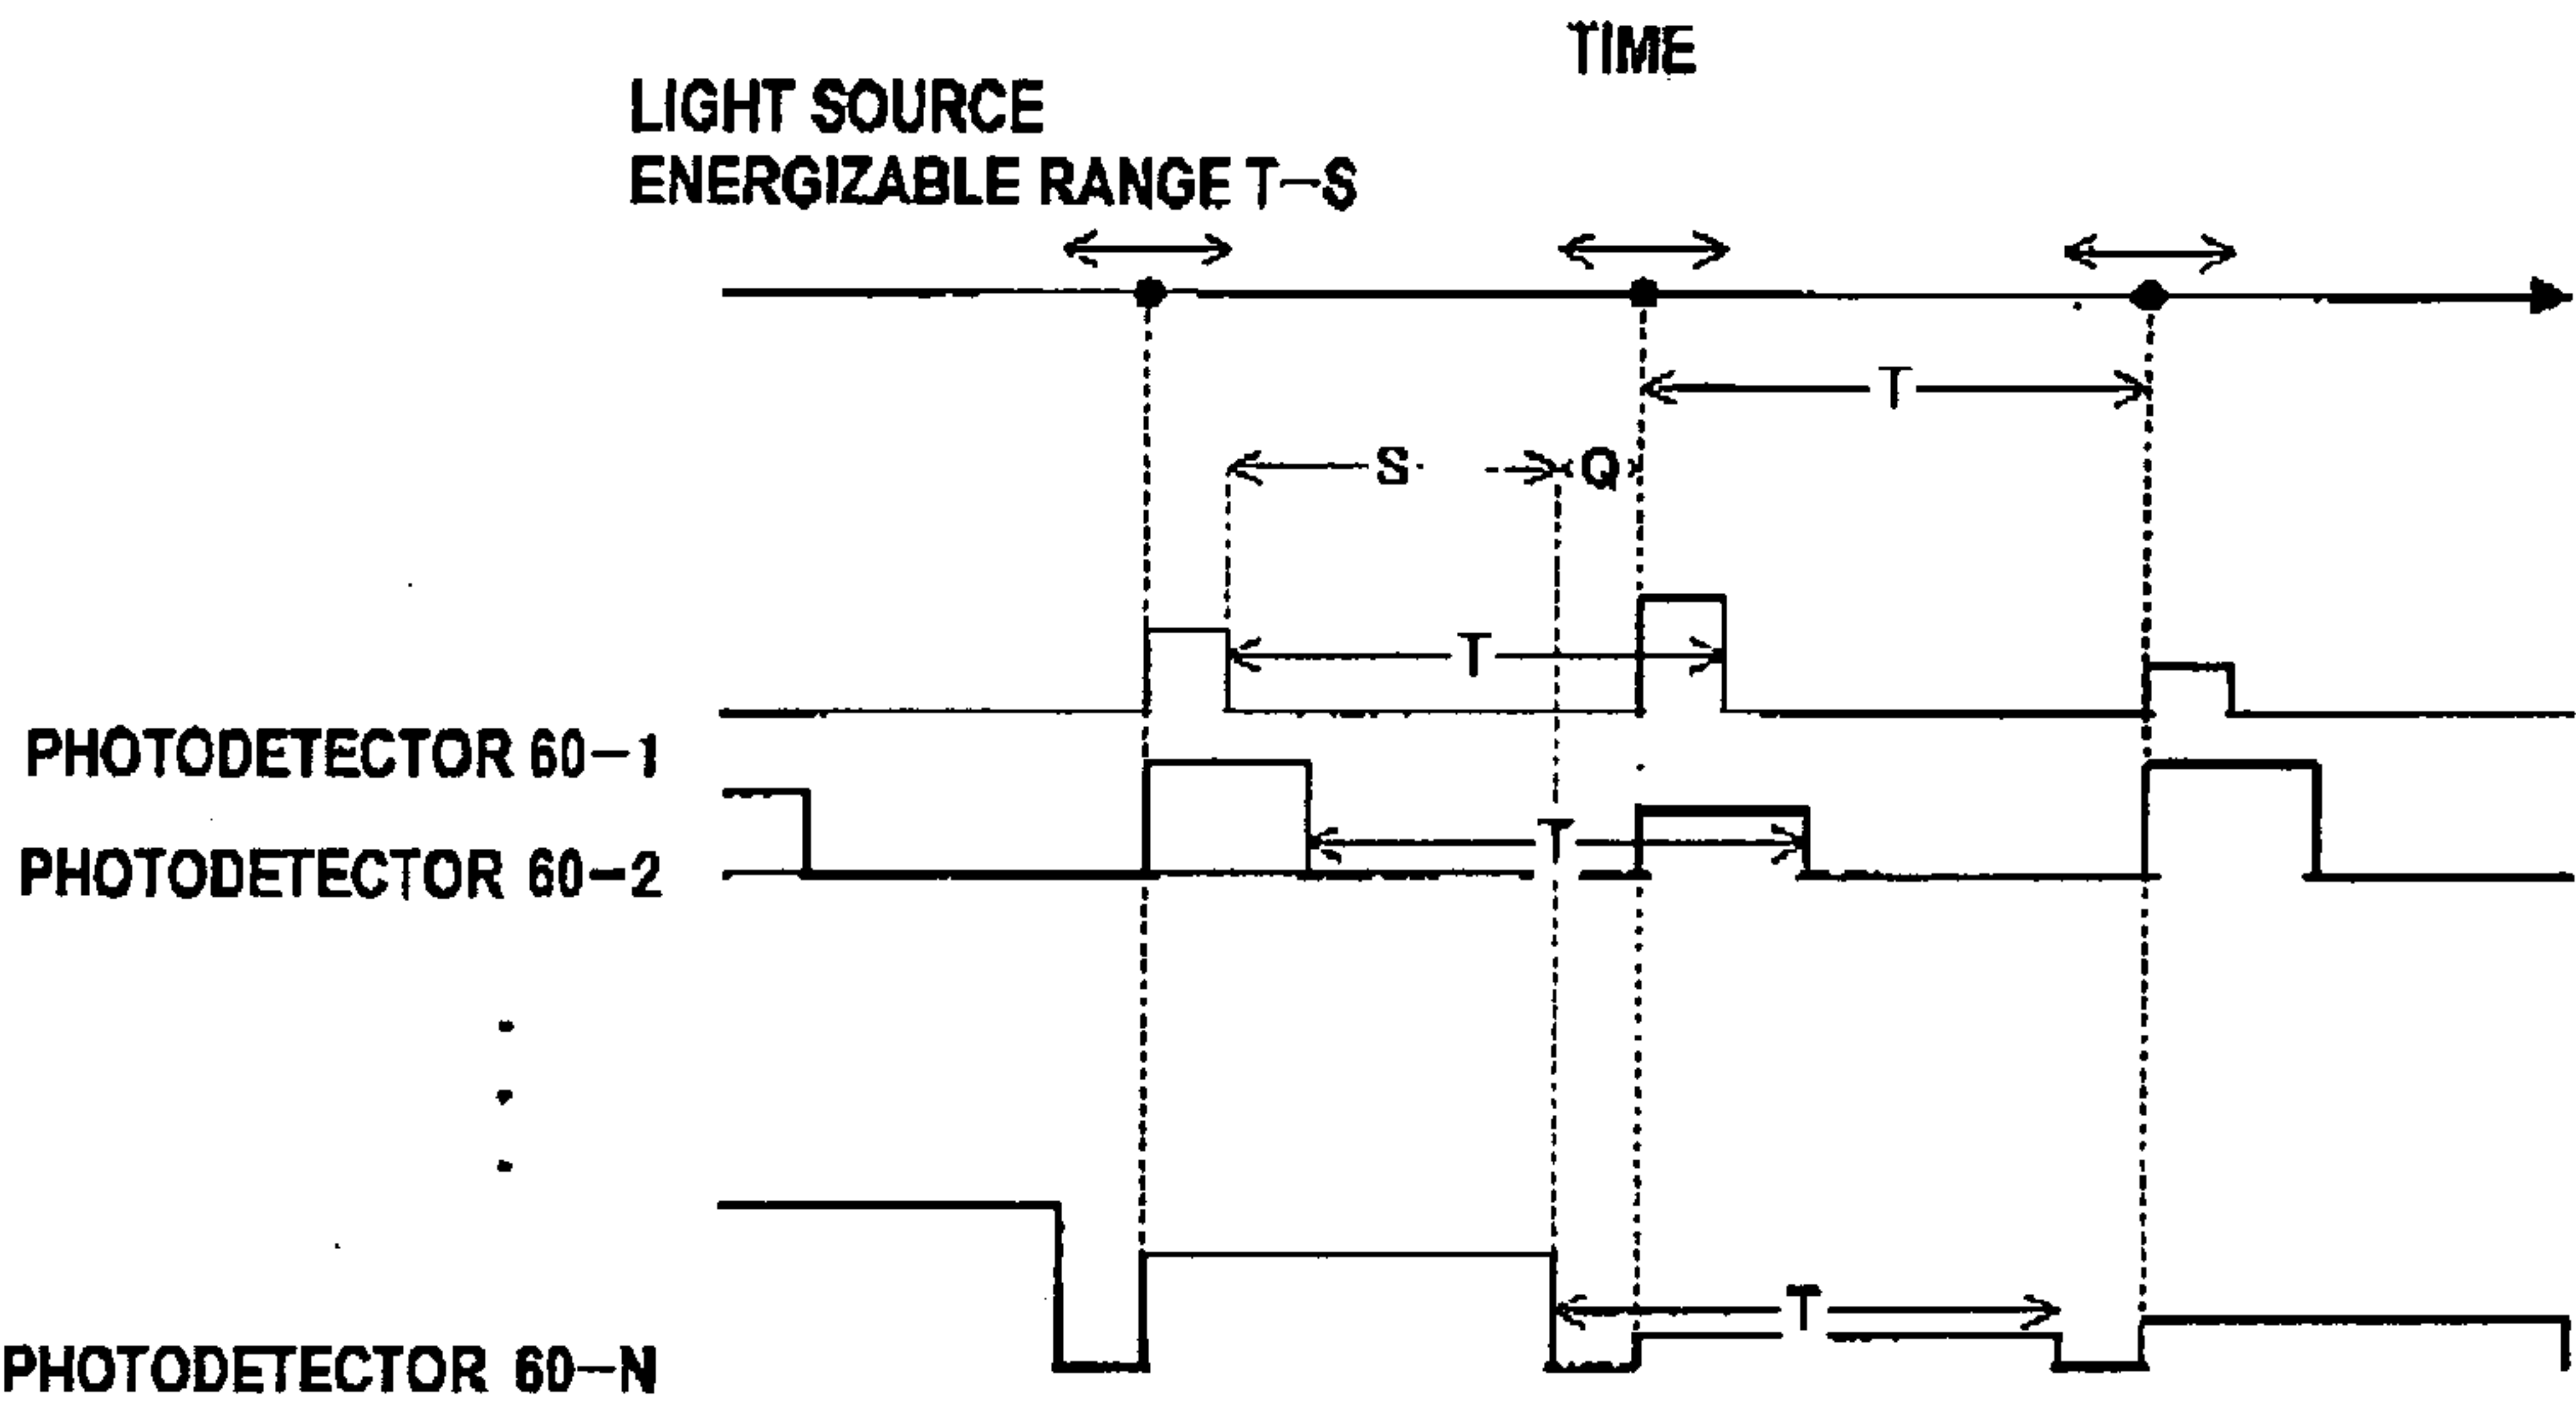 TIME
LIGHT SOURCE
ENERGIZABLE RANGE T-S
T
S
Q
T
PHOTODETECTOR 60-1
T
PHOTODETECTOR 60-2
T
PHOTODETECTOR 60-N